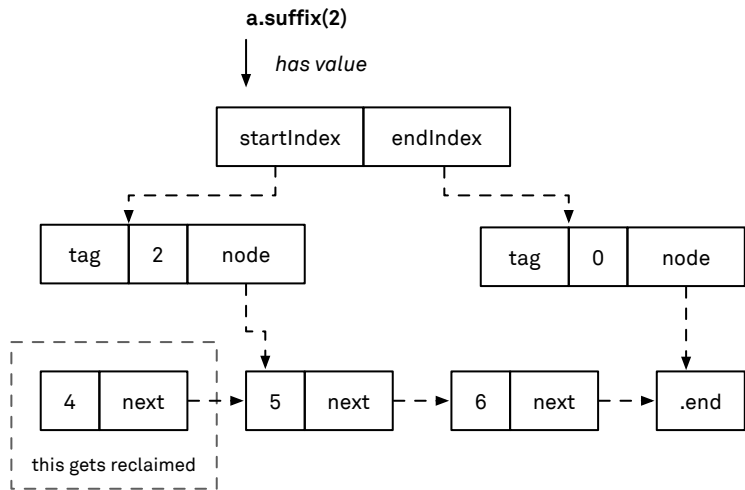 a.suffix(2)
has value
startIndex endIndex
tag 2 node
tag 0 node
4 next 5 next 6 next .end
this gets reclaimed